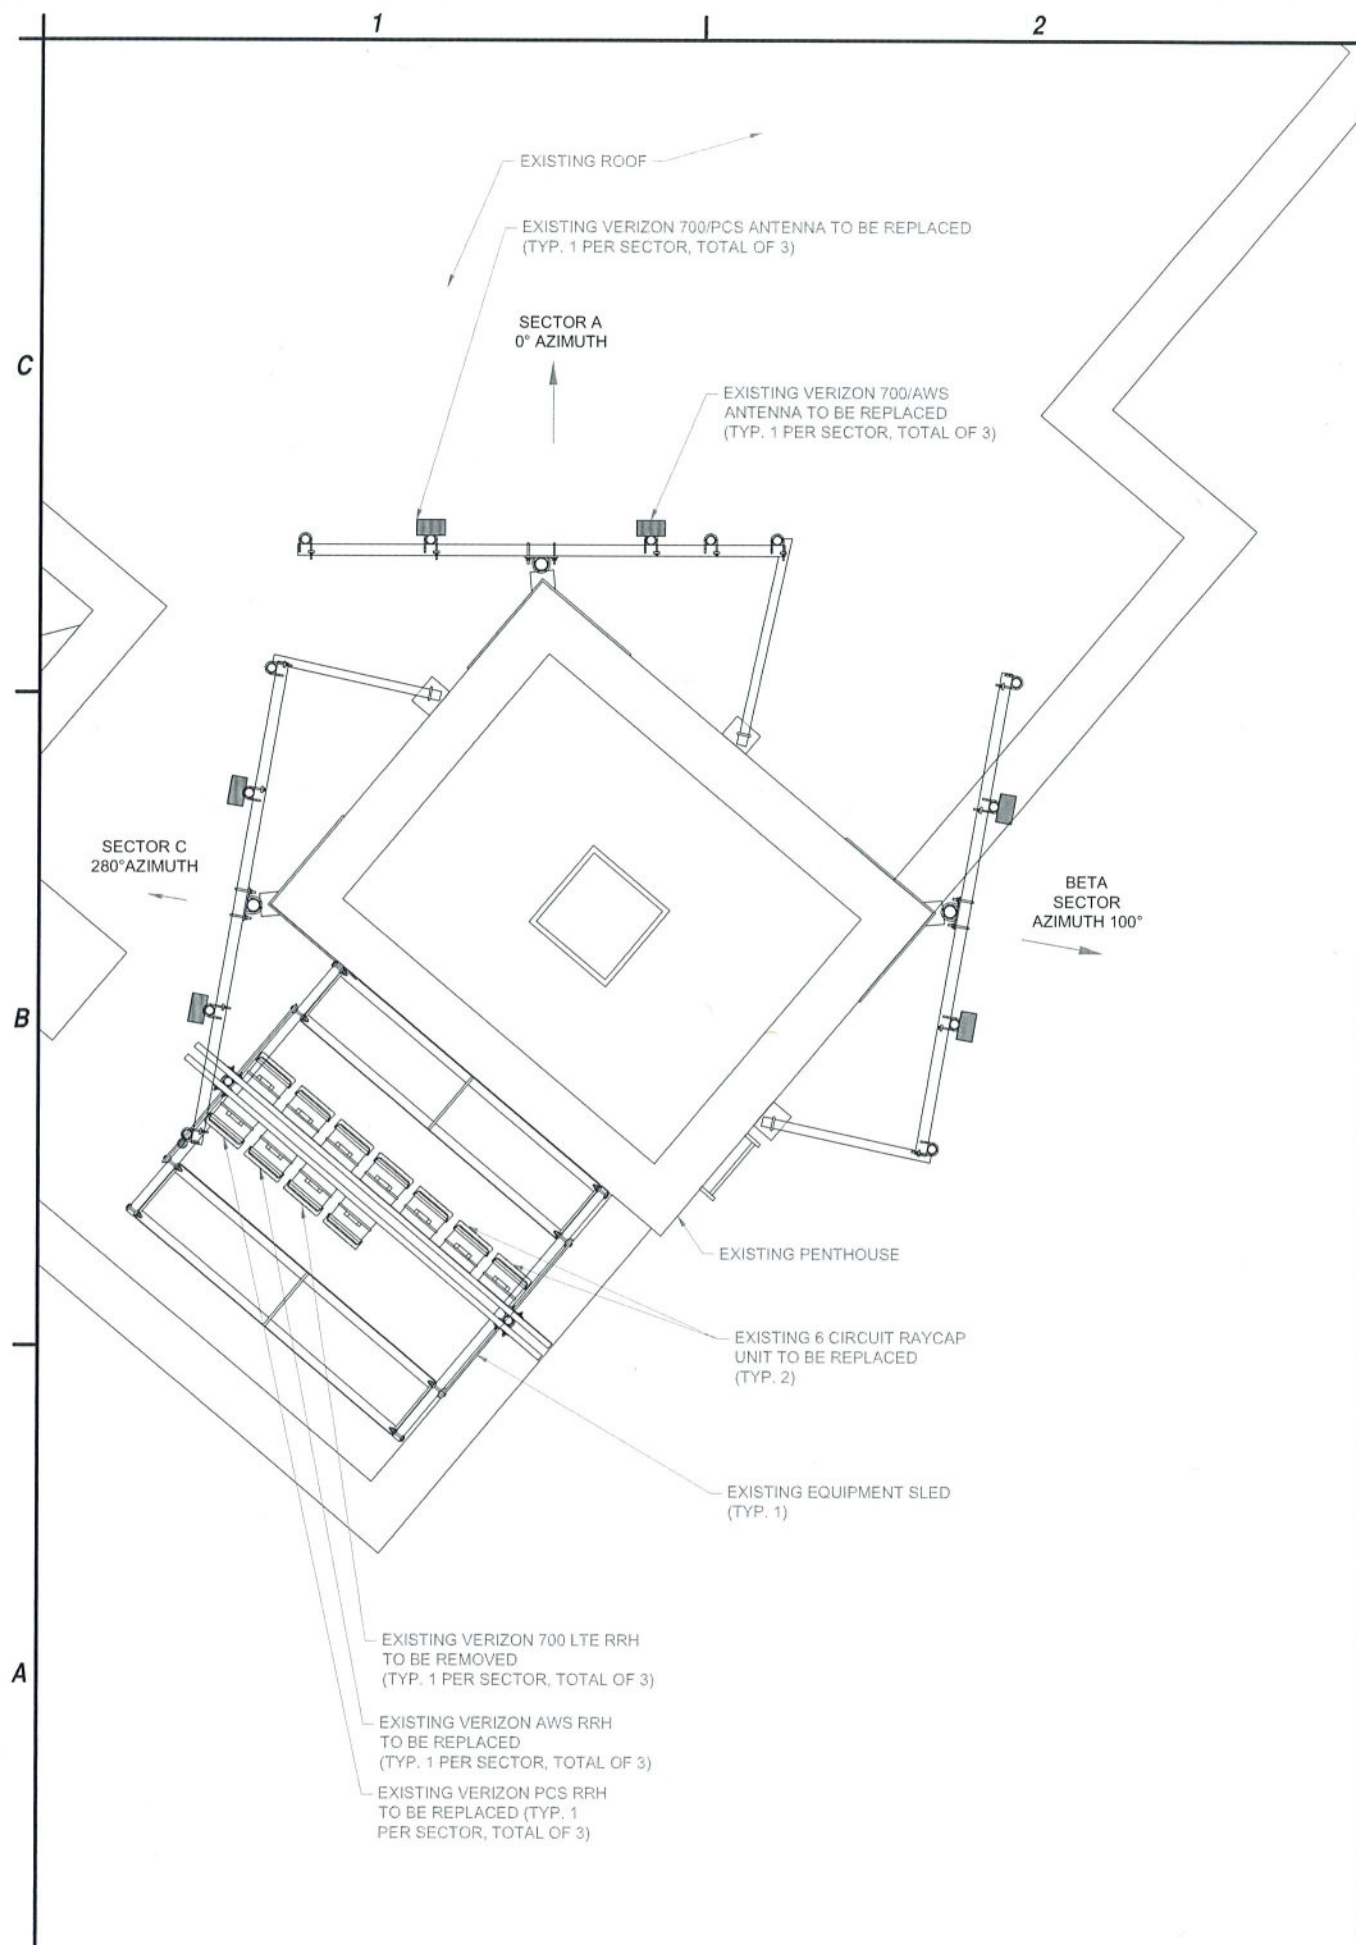 1
2
EXISTING ROOF
EXISTING VERIZON 700/PCS ANTENNA TO BE REPLACED
(TYP. 1 PER SECTOR, TOTAL OF 3)
SECTOR A
0° AZIMUTH
C
EXISTING VERIZON 700/AWS
ANTENNA TO BE REPLACED
(TYP. 1 PER SECTOR, TOTAL OF 3)
SECTOR C
280°AZIMUTH
BETA
SECTOR
AZIMUTH 100°
B
EXISTING PENTHOUSE
EXISTING 6 CIRCUIT RAYCAP
UNIT TO BE REPLACED
(TYP. 2)
EXISTING EQUIPMENT SLED
(TYP. 1)
EXISTING VERIZON 700 LTE RRH
TO BE REMOVED
(TYP. 1 PER SECTOR, TOTAL OF 3)
A
EXISTING VERIZON AWS RRH
TO BE REPLACED
(TYP. 1 PER SECTOR, TOTAL OF 3)
EXISTING VERIZON PCS RRH
TO BE REPLACED (TYP. 1
PER SECTOR, TOTAL OF 3)